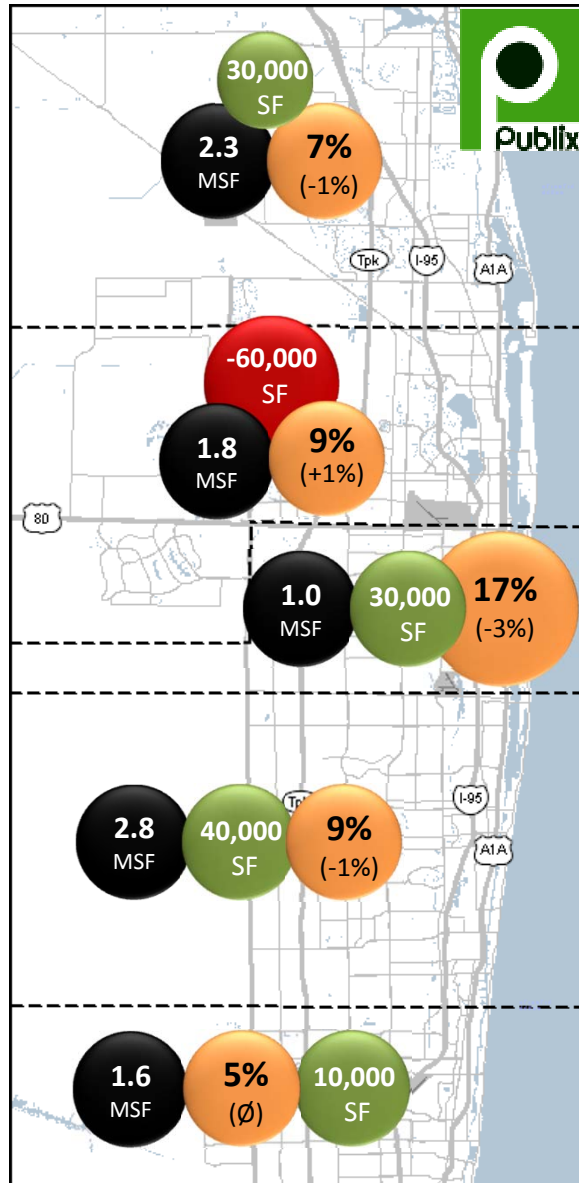 30,000
SF
Publix
2.3
MSF
7%
(-1%)
Tpk
I-95
A1A
-60,000
SF
1.8
MSF
9%
(+1%)
80
1.0
MSF
30,000
SF
17%
(-3%)
2.8
MSF
40,000
SF
9%
(-1%)
I-95
A1A
1.6
MSF
5%
(Ø)
10,000
SF